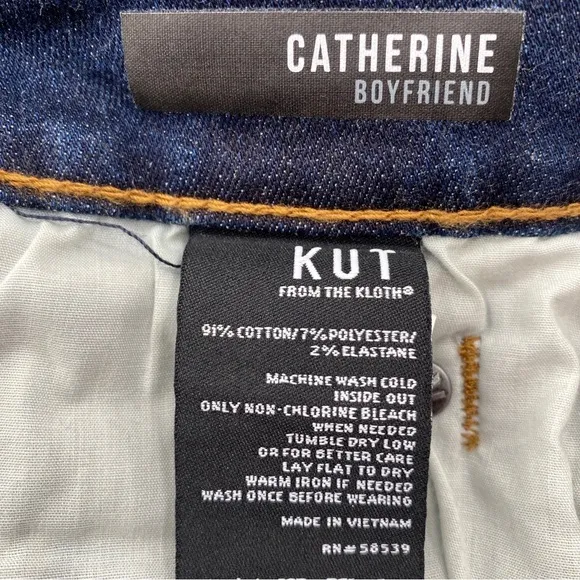 CATHERINE
BOYFRIEND
KUT
FROM THE KLOTH®
91% COTTON/7% POLYESTER/
2% ELASTANE
MACHINE WASH COLD
INSIDE OUT
ONLY NON-CHLORINE BLEACH
WHEN NEEDED
TUMBLE DRY LOW
OR FOR BETTER CARE
LAY FLAT TO DRY
WARM IRON IF NEEDED
WASH ONCE BEFORE WEARING
MADE IN VIETNAM
RN# 58539